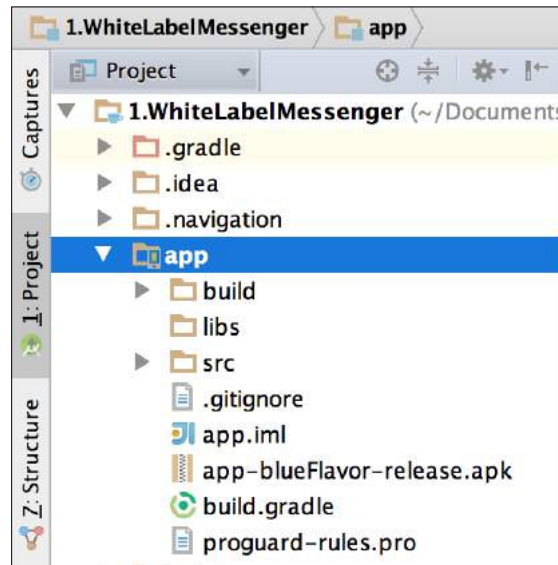 1.WhiteLabelMessenger app
Project
Captures
1: Project
Z: Structure
1.WhiteLabelMessenger (~/Documents
.gradle
.idea
.navigation
app
build
libs
src
.gitignore
app.iml
app-blueFlavor-release.apk
build.gradle
proguard-rules.pro